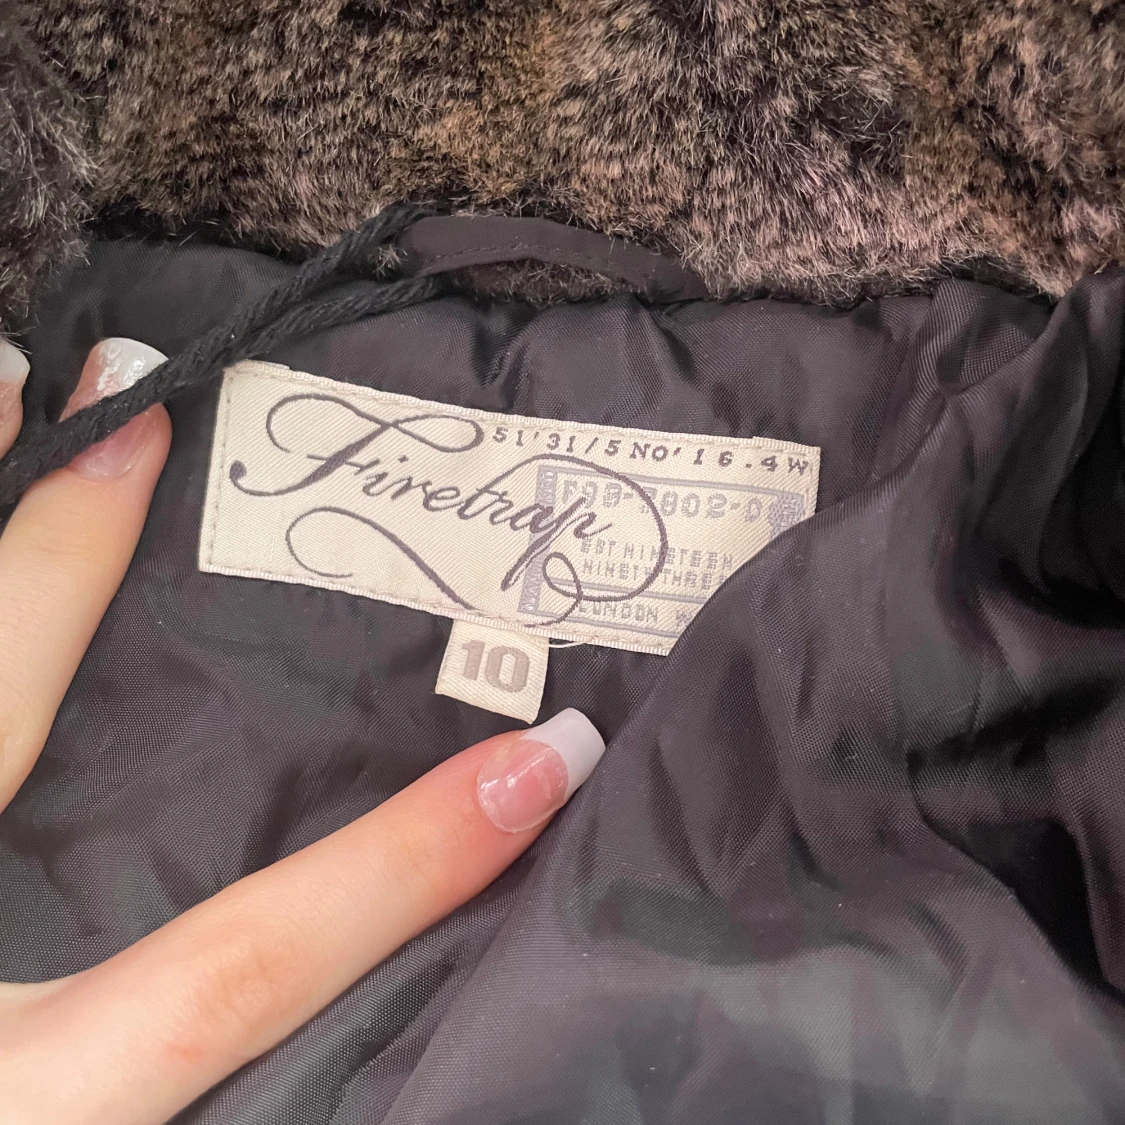 51'31/5 NO' 16.4W
Firetrap
EST NINETEEN
NINETY THREE
LONDON
10